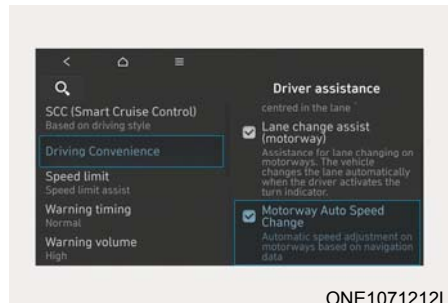 Driver assistance
SCC (Smart Cruise Control)
Based on driving style
Driving Convenience
Speed limit
Speed limit assist
Warning timing
Normal
Warning volume
High
centred in the lane
Lane change assist
(motorway)
Assistance for lane changing on
motorways. The vehicle
changes the lane automatically
when the driver activates the
turn indicator.
Motorway Auto Speed
Change
Automatic speed adjustment on
motorways based on navigation
data